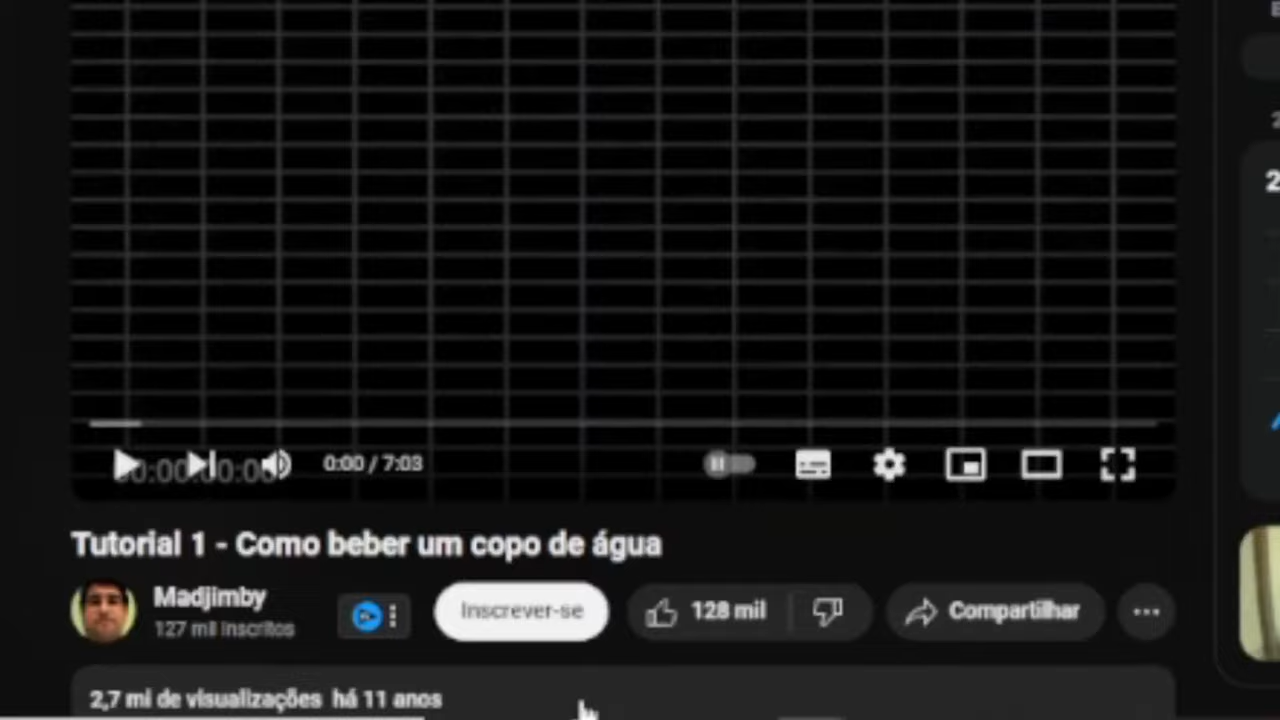 0:00 / 7:03
Tutorial 1 - Como beber um copo de água
Madjimby
127 mil inscritos
Inscrever-se
128 mil
Compartilhar
2,7 mi de visualizações há 11 anos
2